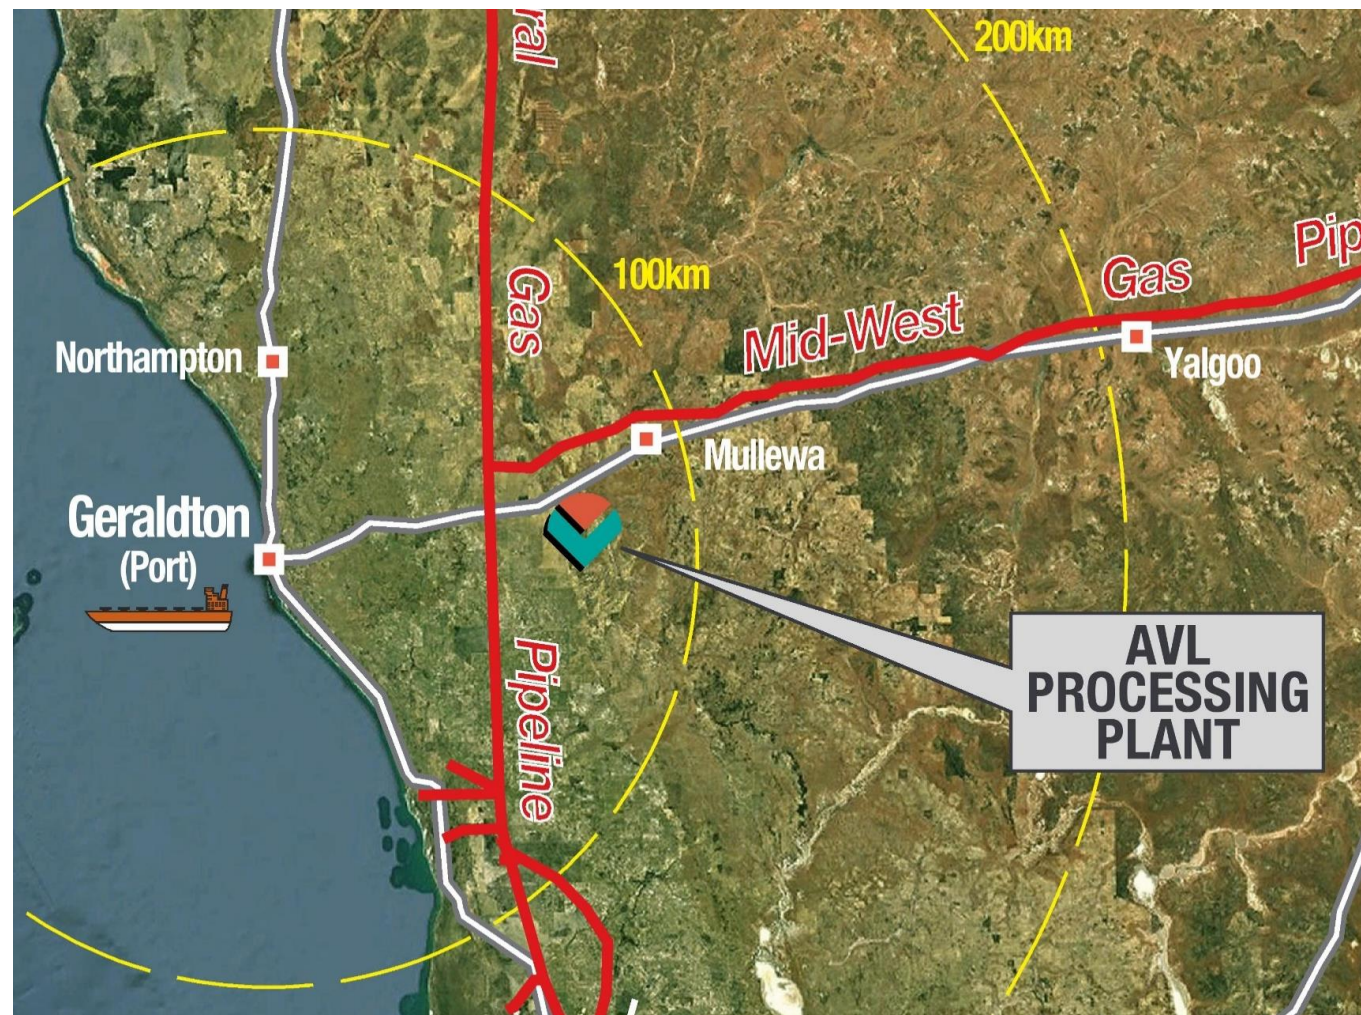 ral
200km
Gas
100km
Mid-West
Gas
Pip
Northampton
Yalgoo
Mullewa
Geraldton
(Port)
Pipeline
AVL
PROCESSING
PLANT